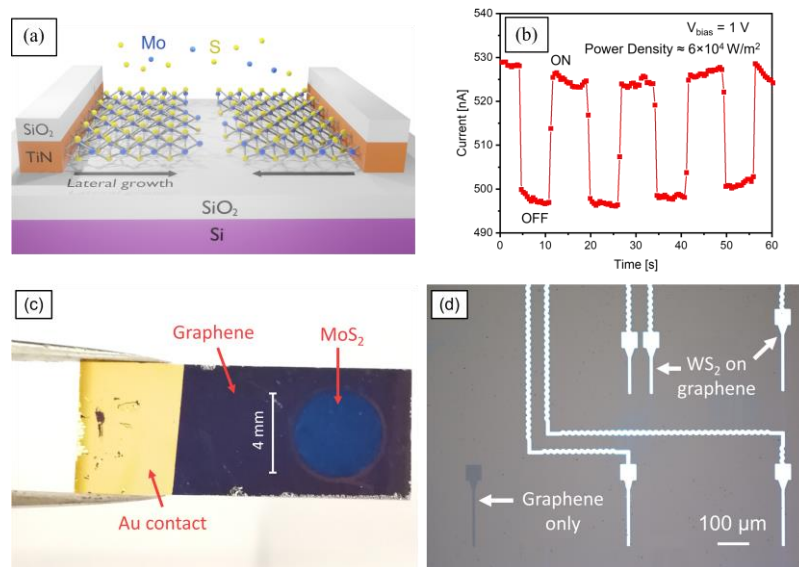 (a)
Mo
S
SiO₂
TiN
Lateral growth
SiO₂
Si
(b)
V_bias = 1 V
Power Density ≈ 6×10⁴ W/m²
ON
OFF
Current [nA]
530
520
510
500
490
0
10
20
30
40
50
60
Time [s]
(c)
Graphene
MoS₂
4 mm
Au contact
(d)
WS₂ on
graphene
Graphene
only
100 µm